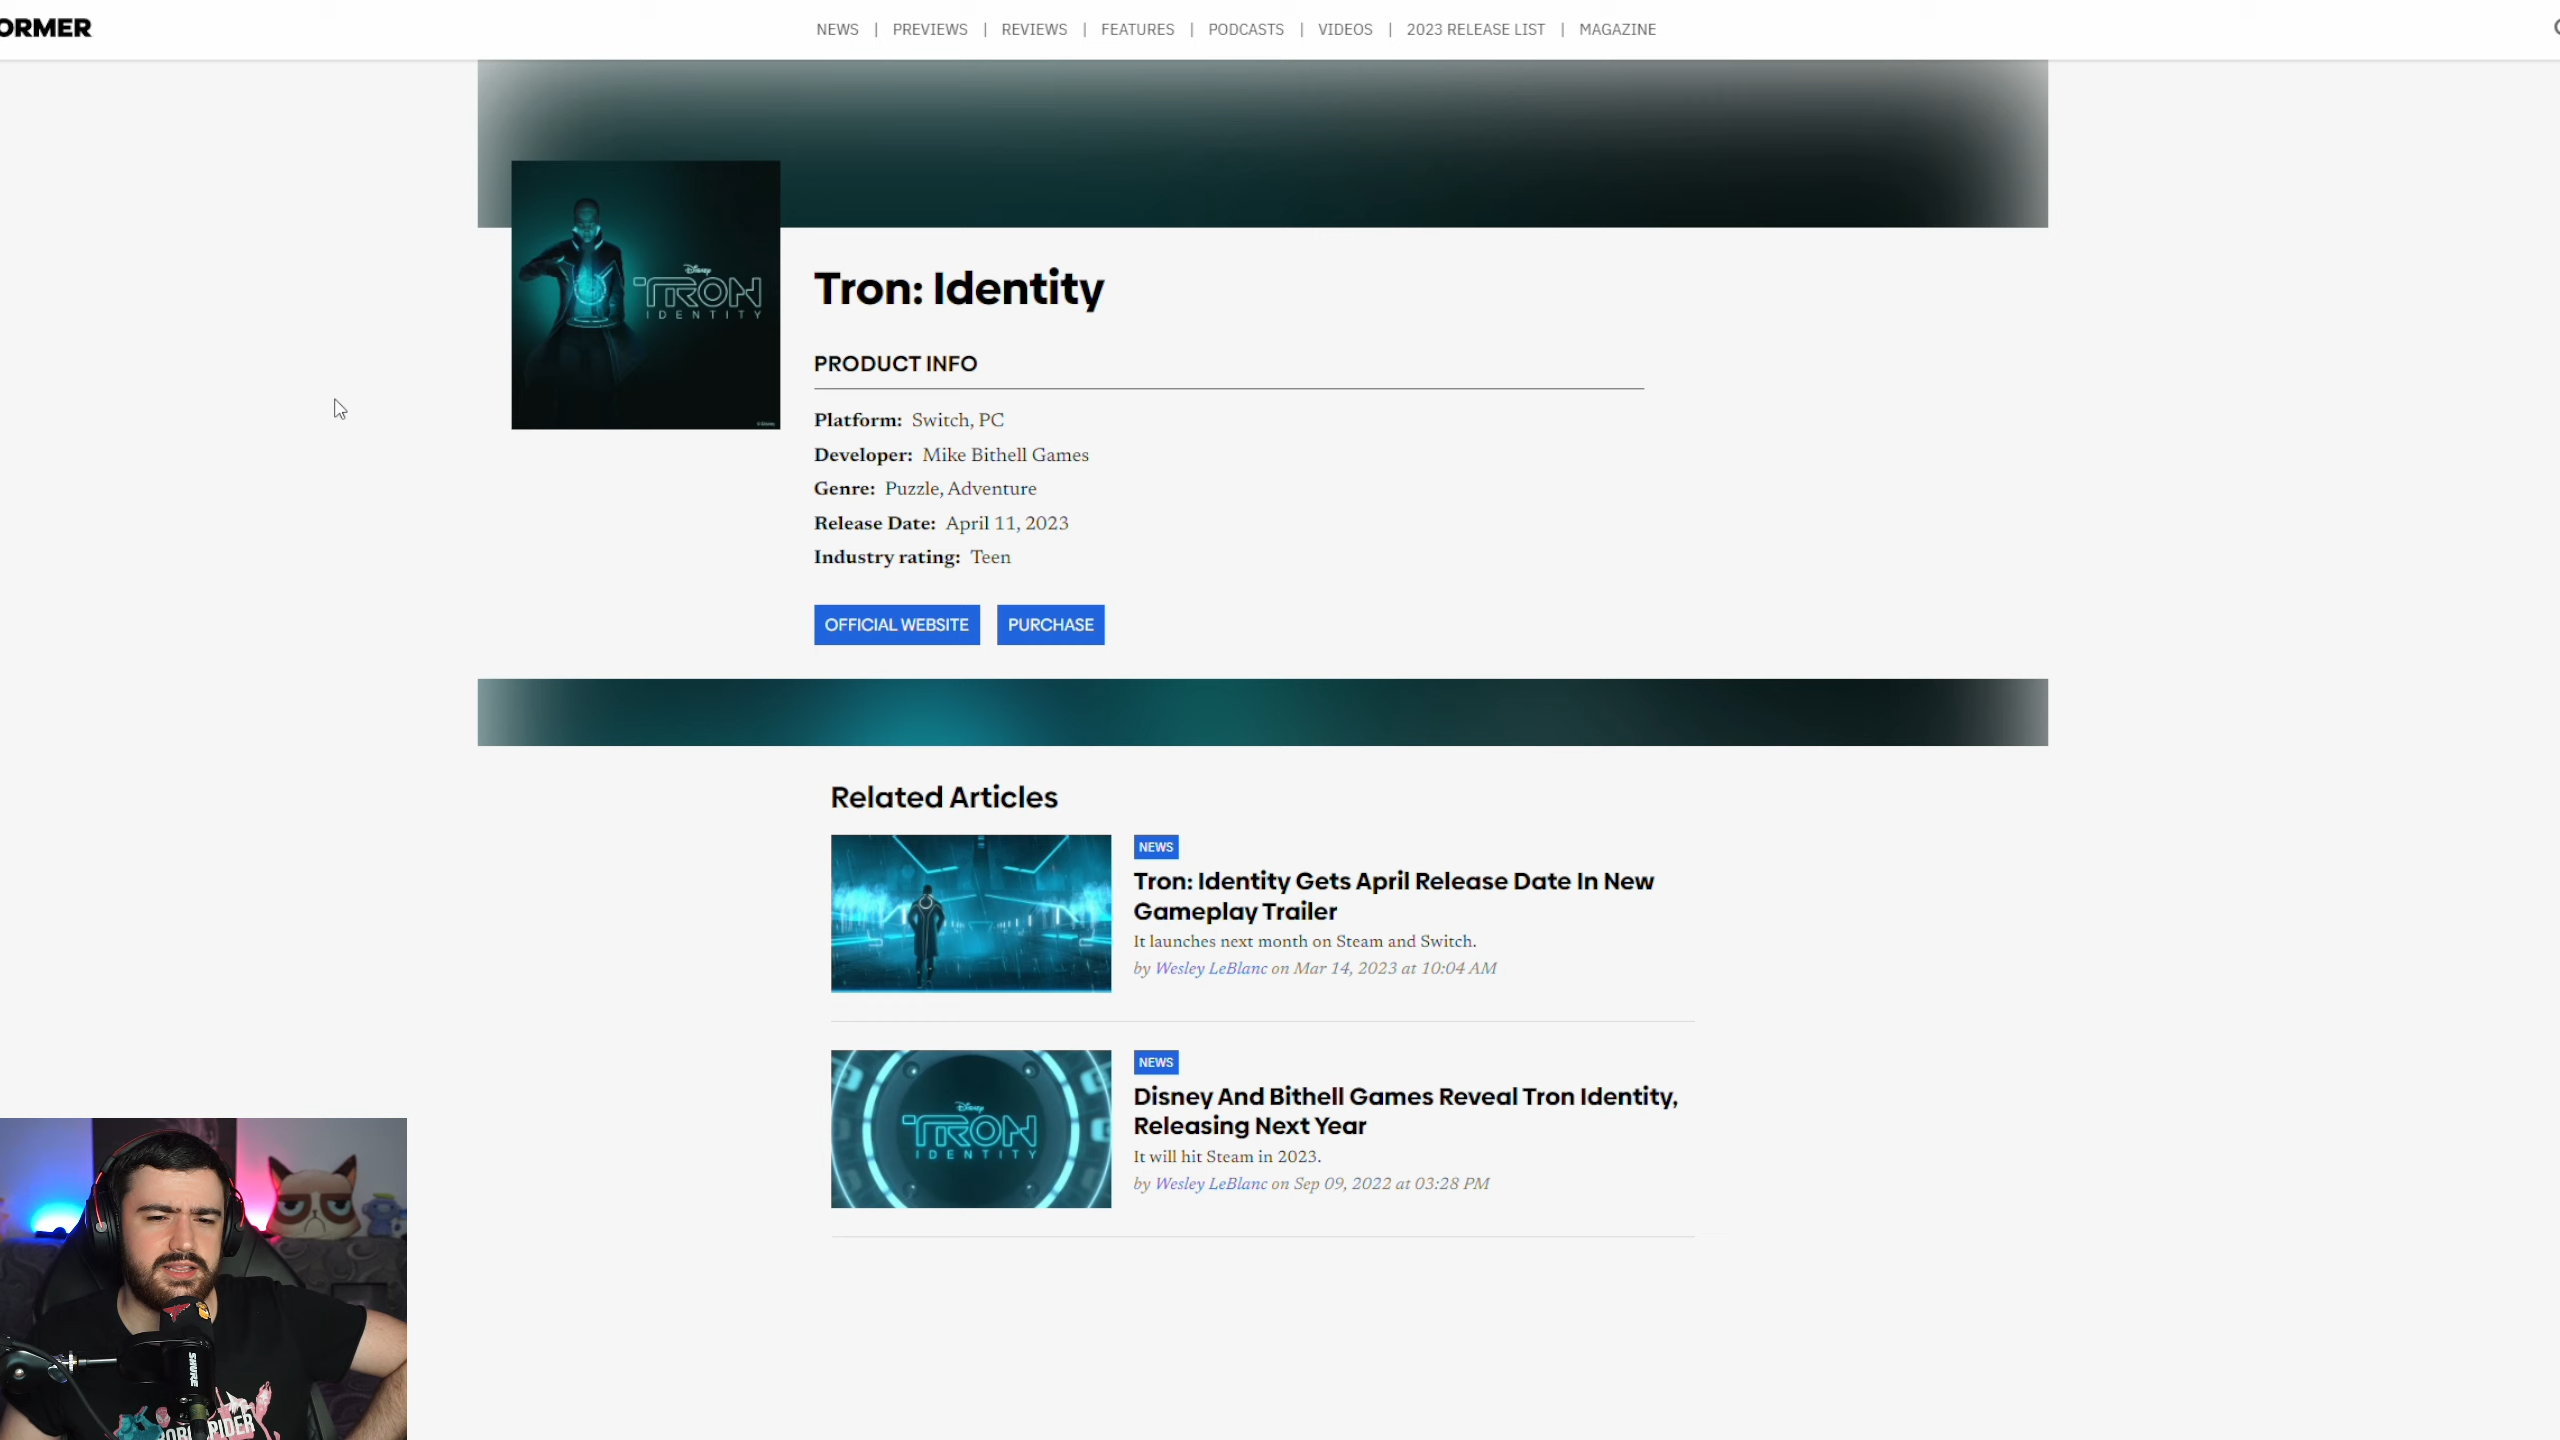 ORMER
NEWS | PREVIEWS | REVIEWS | FEATURES | PODCASTS | VIDEOS | 2023 RELEASE LIST | MAGAZINE
Disney
TRON
IDENTITY
Tron: Identity
PRODUCT INFO
Platform: Switch, PC
Developer: Mike Bithell Games
Genre: Puzzle, Adventure
Release Date: April 11, 2023
Industry rating: Teen
OFFICIAL WEBSITE
PURCHASE
Related Articles
NEWS
Tron: Identity Gets April Release Date In New
Gameplay Trailer
It launches next month on Steam and Switch.
by Wesley LeBlanc on Mar 14, 2023 at 10:04 AM
Disney
TRON
IDENTITY
NEWS
Disney And Bithell Games Reveal Tron Identity,
Releasing Next Year
It will hit Steam in 2023.
by Wesley LeBlanc on Sep 09, 2022 at 03:28 PM
SHURE